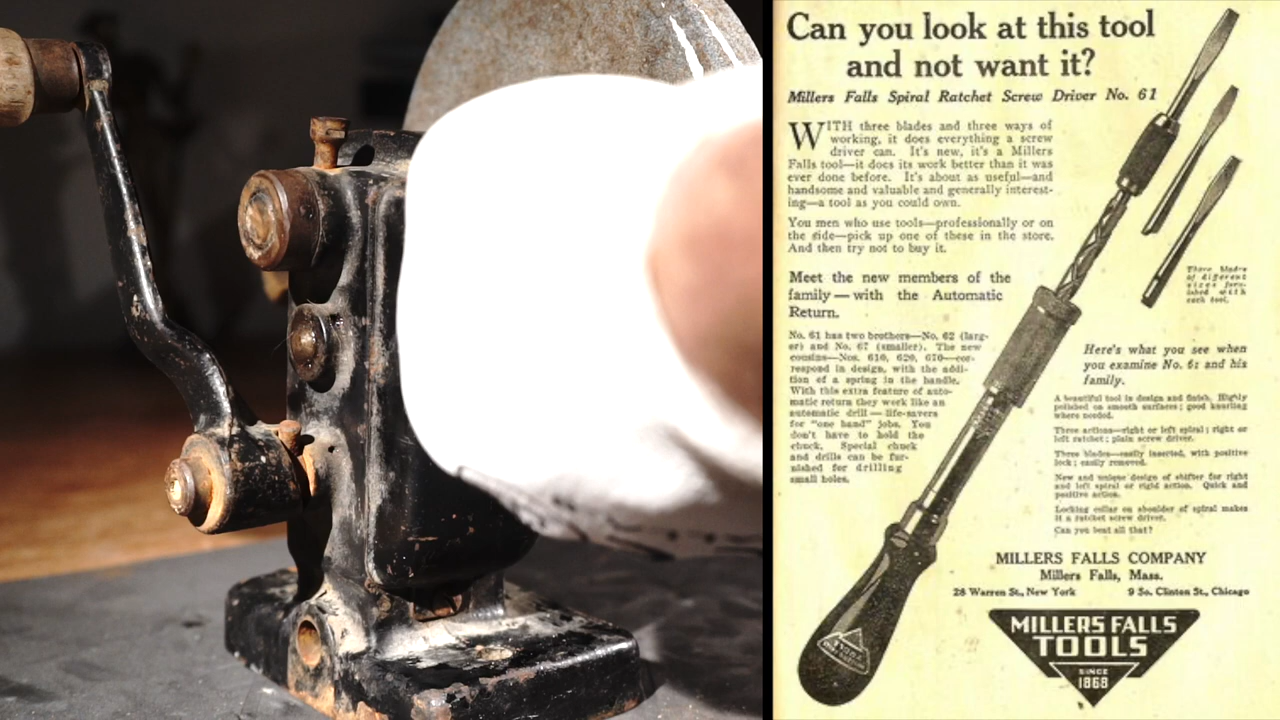 Can you look at this tool
and not want it?
Millers Falls Spiral Ratchet Screw Driver No. 61
WITH three blades and three ways of
working, it does everything a screw
driver can. It's new, it's a Millers
Falls tool—it does its work better than it was
ever done before. It's about as useful—and
handsome and valuable and generally interest-
ing—a tool as you could own.
You men who use tools—professionally or on
the side—pick up one of these in the store.
And then try not to buy it.
Meet the new members of the
family—with the Automatic
Return.
No. 61 has two brothers—No. 62 (larg-
er) and No. 67 (smaller). The new
cousins—Nos. 610, 620, 670—cor-
respond in design, with the addi-
tion of a spring in the handle.
With this extra feature of auto-
matic return they work like an
automatic drill—life-savers
for "one hand" jobs. You
don't have to hold the
chuck. Special chuck
and drills can be fur-
nished for drilling
small holes.
Three blades
of different
sizes furn-
ished with
each tool.
Here's what you see when
you examine No. 61 and his
family.
A beautiful tool in design and finish. Highly
polished on smooth surfaces; good knurling
where needed.
Three actions—right or left spiral; right or
left ratchet; plain screw driver.
Three blades—easily inserted, with positive
lock; easily removed.
New and unique design of shifter for right
and left spiral or rigid action. Quick and
positive action.
Locking collar on shoulder of spiral makes
it a ratchet screw driver.
Can you beat all that?
MILLERS FALLS COMPANY
Millers Falls, Mass.
28 Warren St., New York 9 So. Clinton St., Chicago
MILLERS FALLS
TOOLS
SINCE
1868